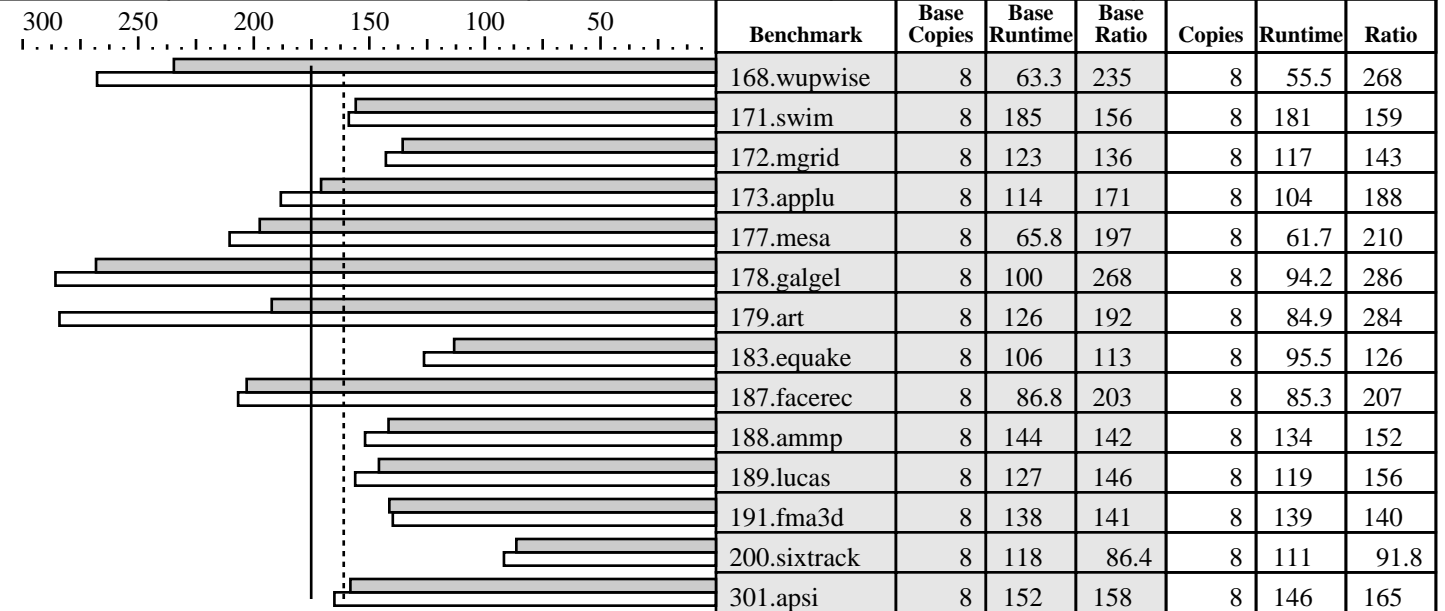 300 250 200 150 100 50
Benchmark Base Copies Base Runtime Base Ratio Copies Runtime Ratio
168.wupwise 8 63.3 235 8 55.5 268
171.swim 8 185 156 8 181 159
172.mgrid 8 123 136 8 117 143
173.applu 8 114 171 8 104 188
177.mesa 8 65.8 197 8 61.7 210
178.galgel 8 100 268 8 94.2 286
179.art 8 126 192 8 84.9 284
183.equake 8 106 113 8 95.5 126
187.facerec 8 86.8 203 8 85.3 207
188.ammp 8 144 142 8 134 152
189.lucas 8 127 146 8 119 156
191.fma3d 8 138 141 8 139 140
200.sixtrack 8 118 86.4 8 111 91.8
301.apsi 8 152 158 8 146 165